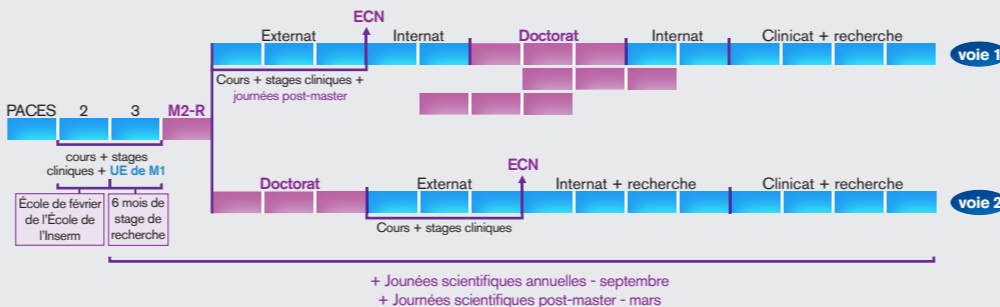 ECN
Externat Internat Doctorat Internat Clinicat + recherche
voie 1
Cours + stages cliniques +
journées post-master
PACES 2 3 M2-R
cours + stages
cliniques + UE de M1
École de février
de l'École de
l'Inserm
6 mois de
stage de
recherche
ECN
Doctorat Externat Internat + recherche Clinicat + recherche
voie 2
Cours + stages cliniques
+ Jounées scientifiques annuelles - septembre
+ Journées scientifiques post-master - mars